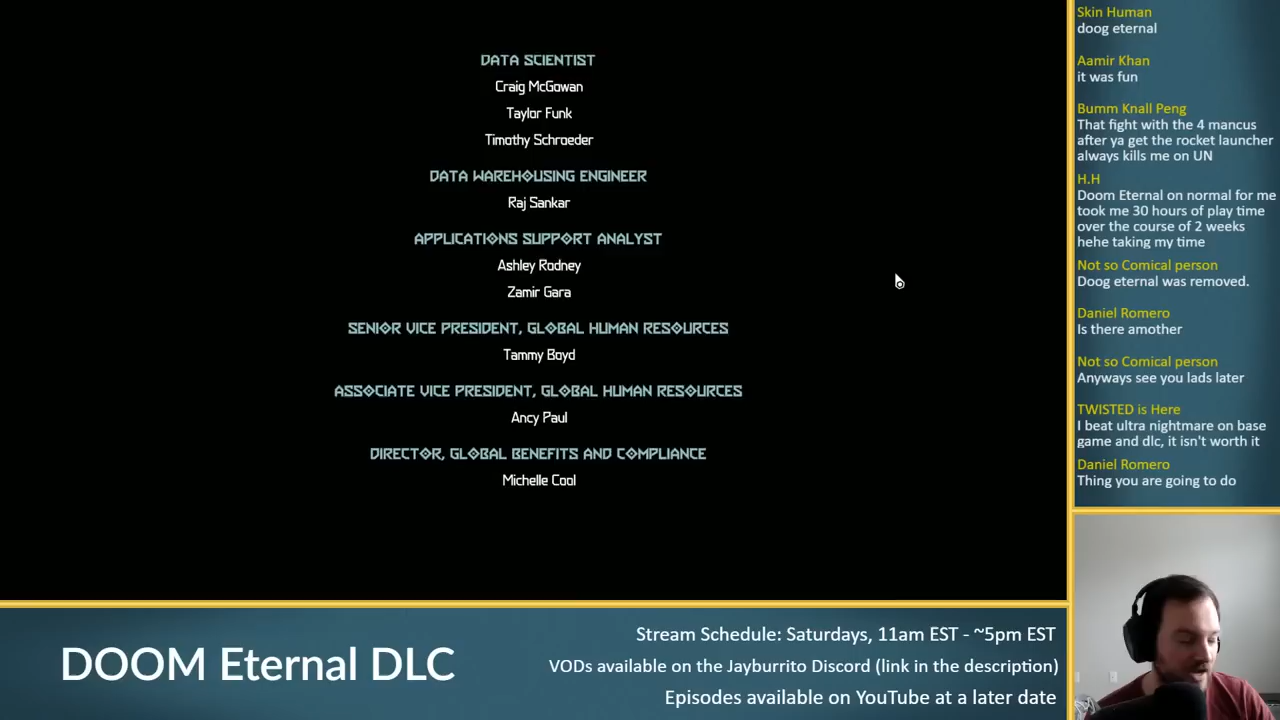 DATA SCIENTIST
Craig McGowan
Taylor Funk
Timothy Schroeder
DATA WAREHOUSING ENGINEER
Raj Sankar
APPLICATIONS SUPPORT ANALYST
Ashley Rodney
Zamir Gara
SENIOR VICE PRESIDENT, GLOBAL HUMAN RESOURCES
Tammy Boyd
ASSOCIATE VICE PRESIDENT, GLOBAL HUMAN RESOURCES
Ancy Paul
DIRECTOR, GLOBAL BENEFITS AND COMPLIANCE
Michelle Cool
Skin Human
doog eternal
Aamir Khan
it was fun
Bumm Knall Peng
That fight with the 4 mancus
after ya get the rocket launcher
always kills me on UN
H.H
Doom Eternal on normal for me
took me 30 hours of play time
over the course of 2 weeks
hehe taking my time
Not so Comical person
Doog eternal was removed.
Daniel Romero
Is there amother
Not so Comical person
Anyways see you lads later
TWISTED is Here
I beat ultra nightmare on base
game and dlc, it isn't worth it
Daniel Romero
Thing you are going to do
DOOM Eternal DLC
Stream Schedule: Saturdays, 11am EST - ~5pm EST
VODs available on the Jayburrito Discord (link in the description)
Episodes available on YouTube at a later date